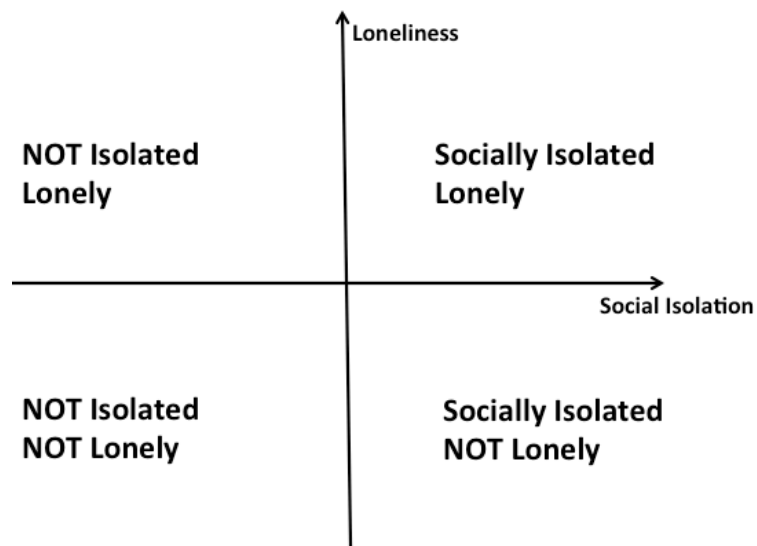 Loneliness
NOT Isolated
Lonely
Socially Isolated
Lonely
Social Isolation
NOT Isolated
NOT Lonely
Socially Isolated
NOT Lonely